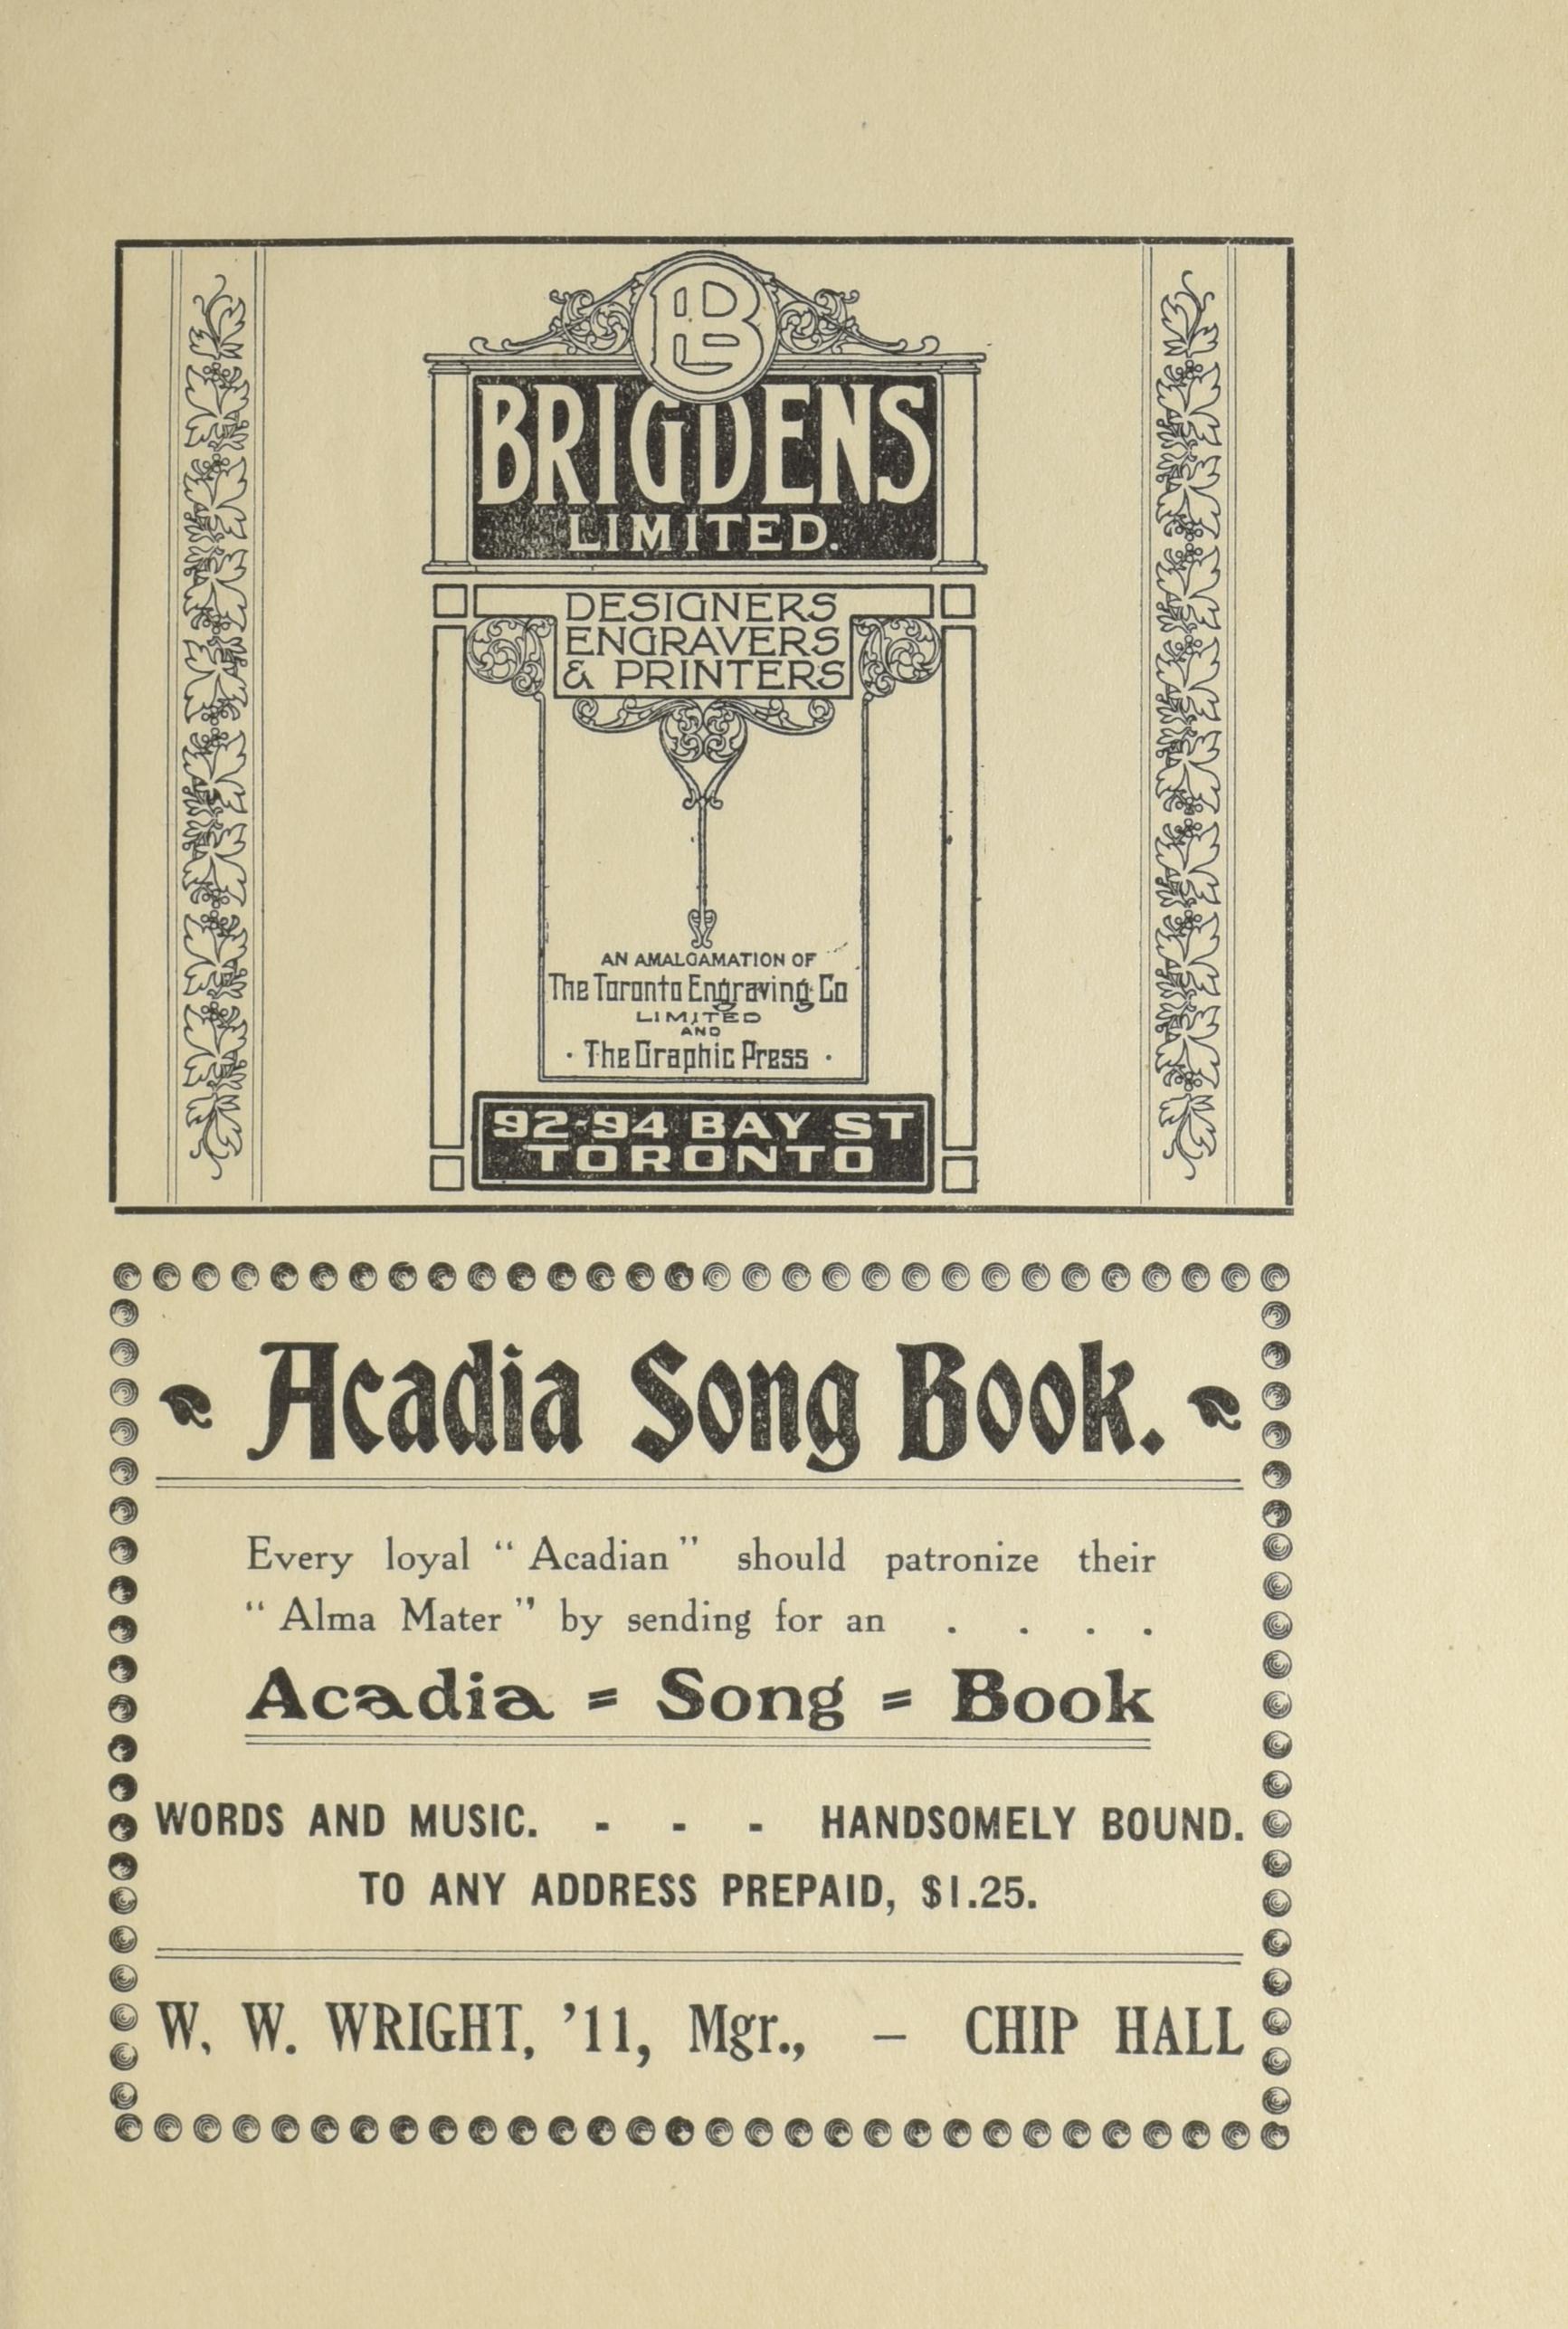 BL
BRIGDENS
LIMITED.
DESIGNERS
ENGRAVERS
& PRINTERS
AN AMALGAMATION OF
The Toronto Engraving Co
LIMITED
AND
· The Graphic Press ·
92-94 BAY ST
TORONTO
Acadia Song Book.
Every loyal “ Acadian ” should patronize their
“ Alma Mater ” by sending for an . . . .
Acadia = Song = Book
WORDS AND MUSIC. - - - HANDSOMELY BOUND.
TO ANY ADDRESS PREPAID, $1.25.
W. W. WRIGHT, ’11, Mgr., – CHIP HALL